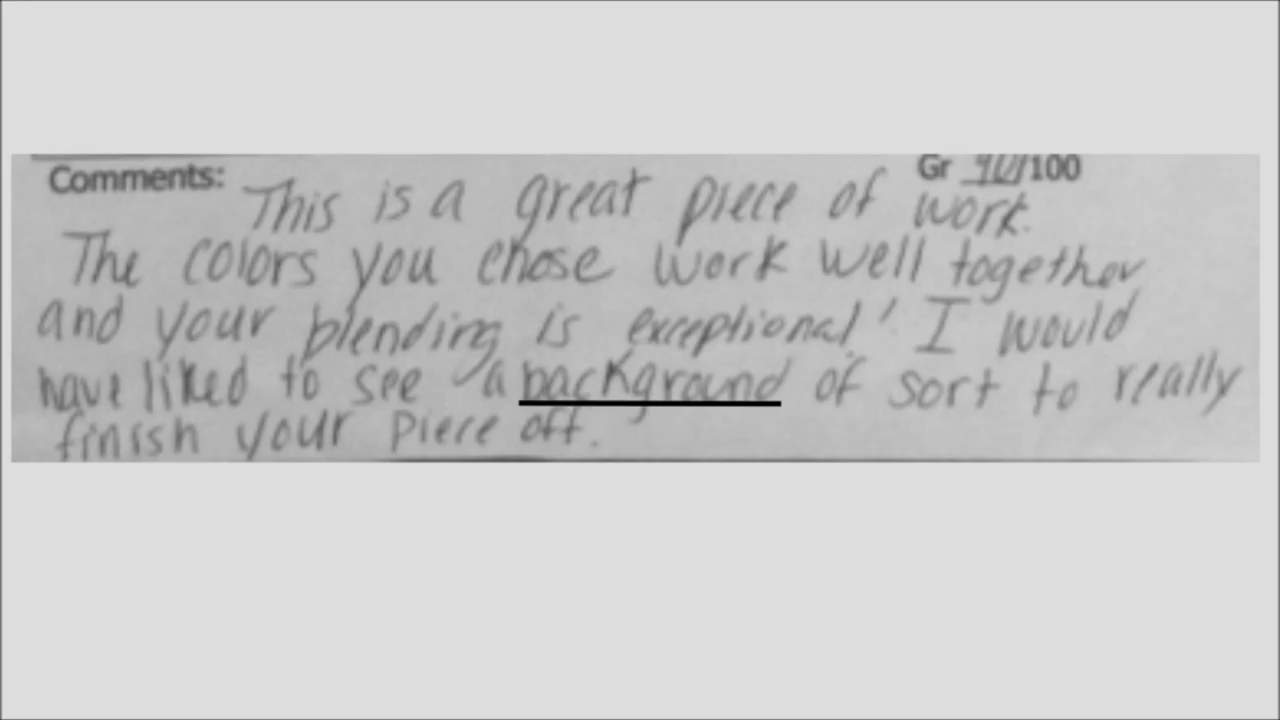 Comments: Gr 90/100
This is a great piece of work.
The colors you chose work well together
and your blending is exceptional! I would
have liked to see a background of sort to really
finish your piece off.